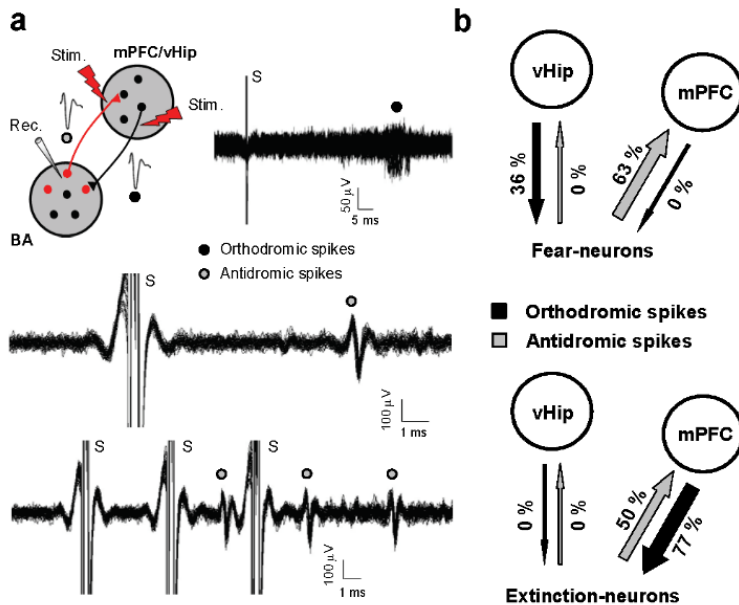 a
mPFC/vHip
Stim.
Stim.
Rec.
BA
S
50 µV
5 ms
Orthodromic spikes
Antidromic spikes
S
100 µV
1 ms
S
S
S
100 µV
1 ms
b
vHip
mPFC
36 %
0 %
63 %
0 %
Fear-neurons
Orthodromic spikes
Antidromic spikes
vHip
mPFC
0 %
0 %
50 %
77 %
Extinction-neurons